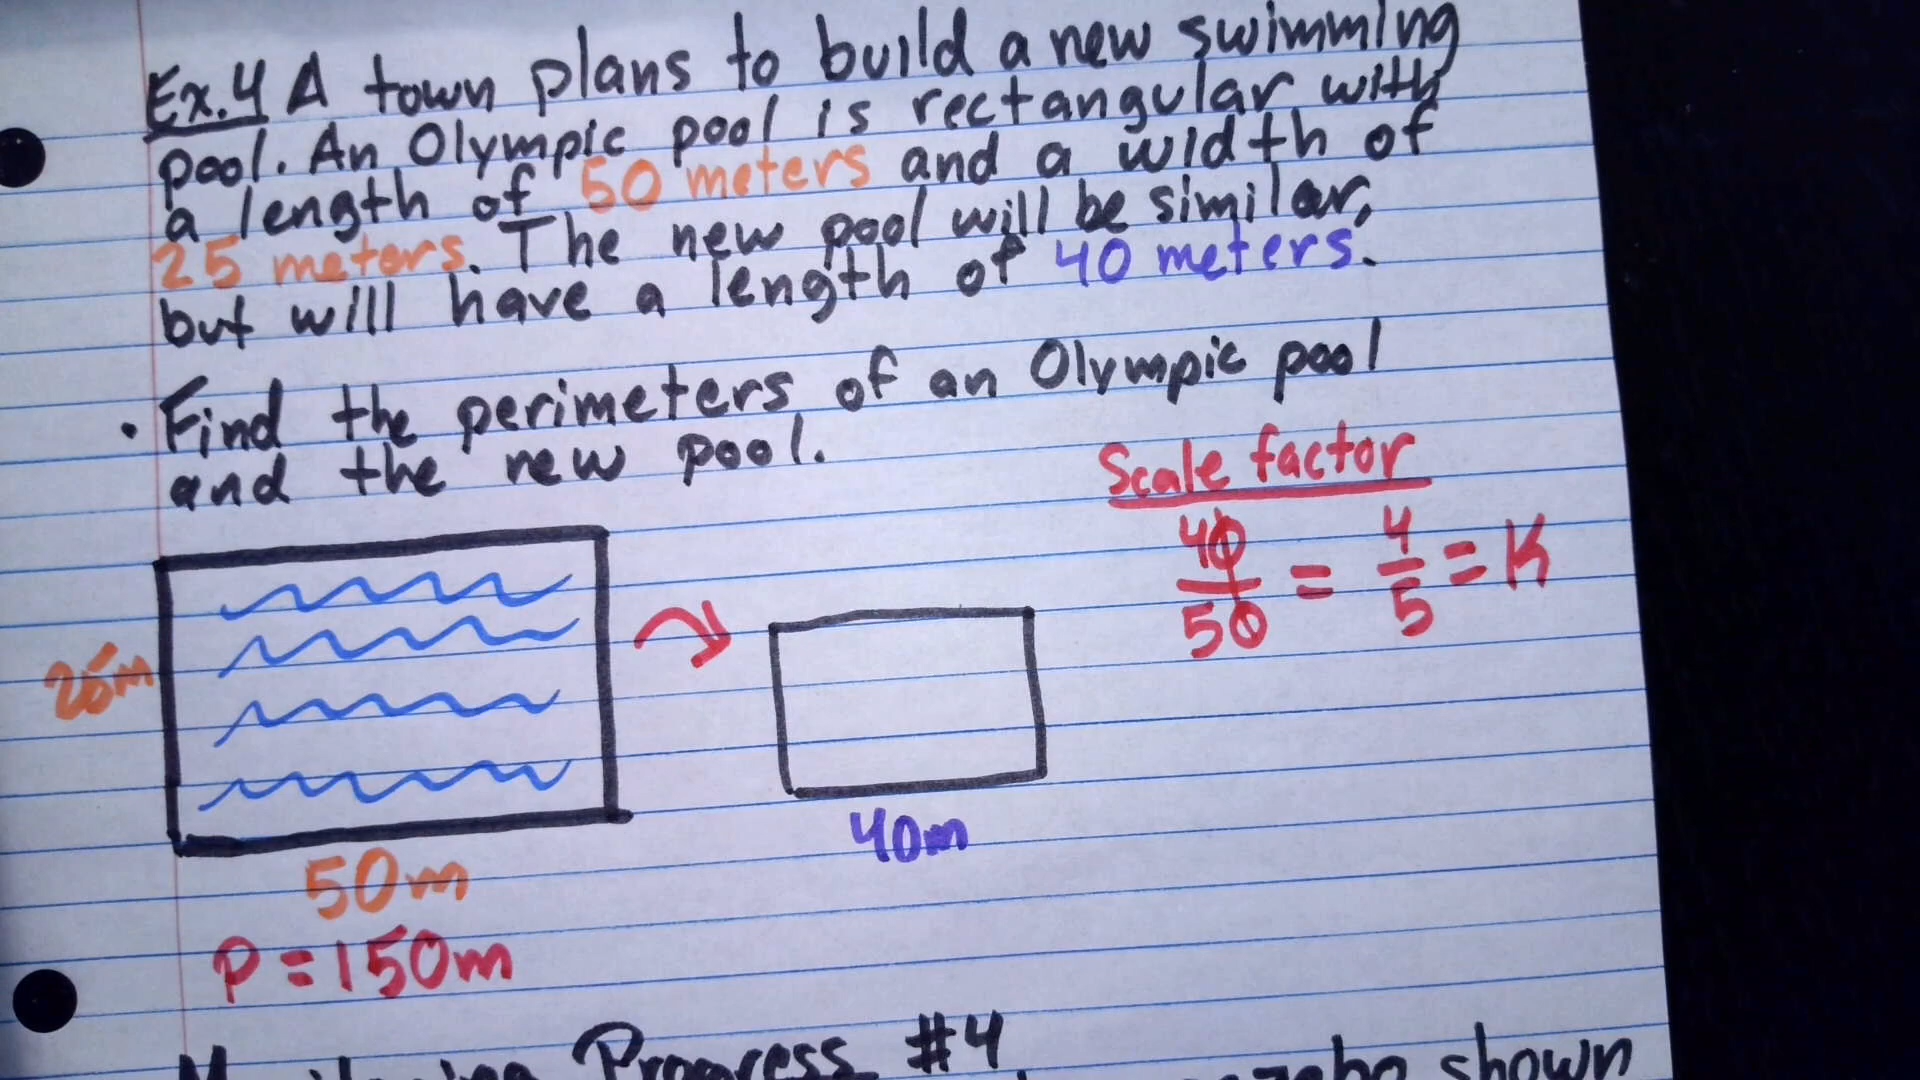 Ex.4 A town plans to build a new swimming
pool. An Olympic pool is rectangular with
a length of 50 meters and a width of
25 meters. The new pool will be similar,
but will have a length of 40 meters.
• Find the perimeters of an Olympic pool
and the new pool.
Scale factor
40/50 = 4/5 = K
25m
50m
40m
P=150m
Progress #4
shown